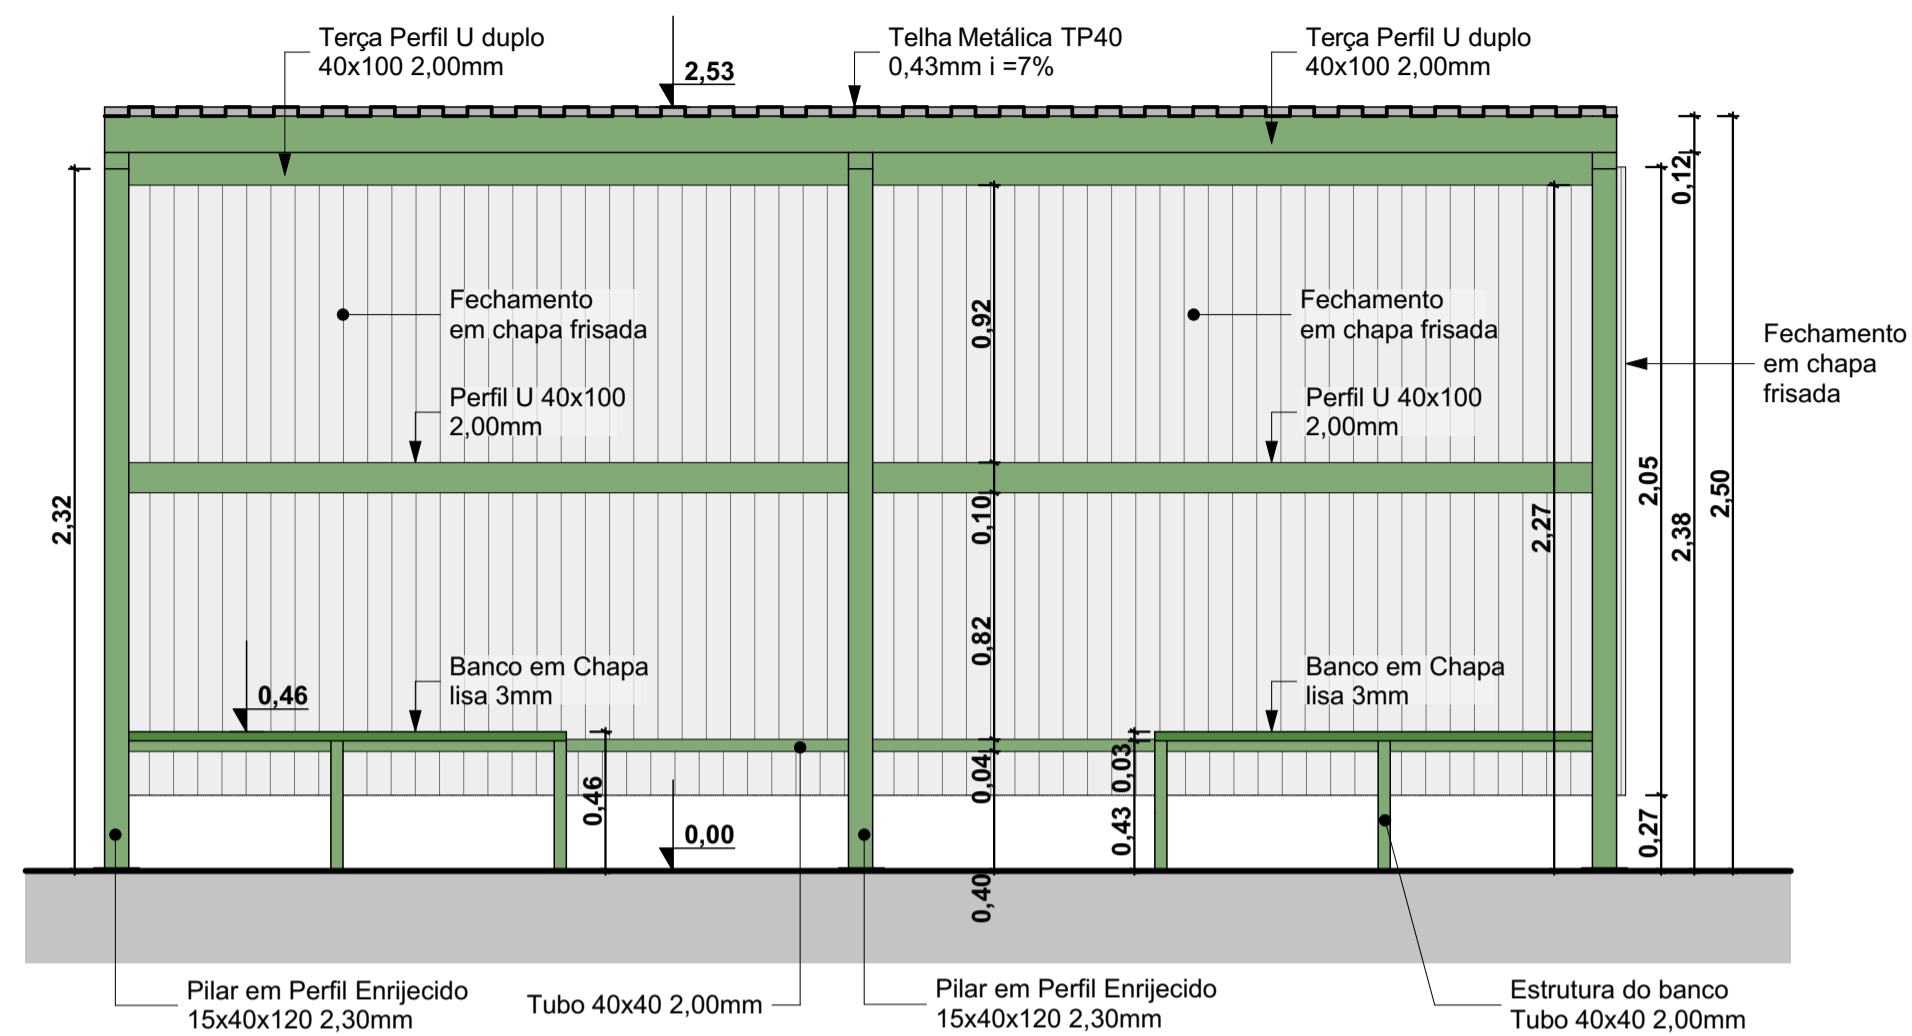 Terça Perfil U duplo
40x100 2,00mm
2,53
Telha Metálica TP40
0,43mm i =7%
Terça Perfil U duplo
40x100 2,00mm
0,12
Fechamento
em chapa frisada
0,92
Fechamento
em chapa frisada
Fechamento
em chapa
frisada
Perfil U 40x100
2,00mm
Perfil U 40x100
2,00mm
2,32
0,10
2,27
2,05
2,38
2,50
0,82
0,46
Banco em Chapa
lisa 3mm
Banco em Chapa
lisa 3mm
0,46
0,00
0,04
0,03
0,43
0,27
0,40
Pilar em Perfil Enrijecido
15x40x120 2,30mm
Tubo 40x40 2,00mm
Pilar em Perfil Enrijecido
15x40x120 2,30mm
Estrutura do banco
Tubo 40x40 2,00mm